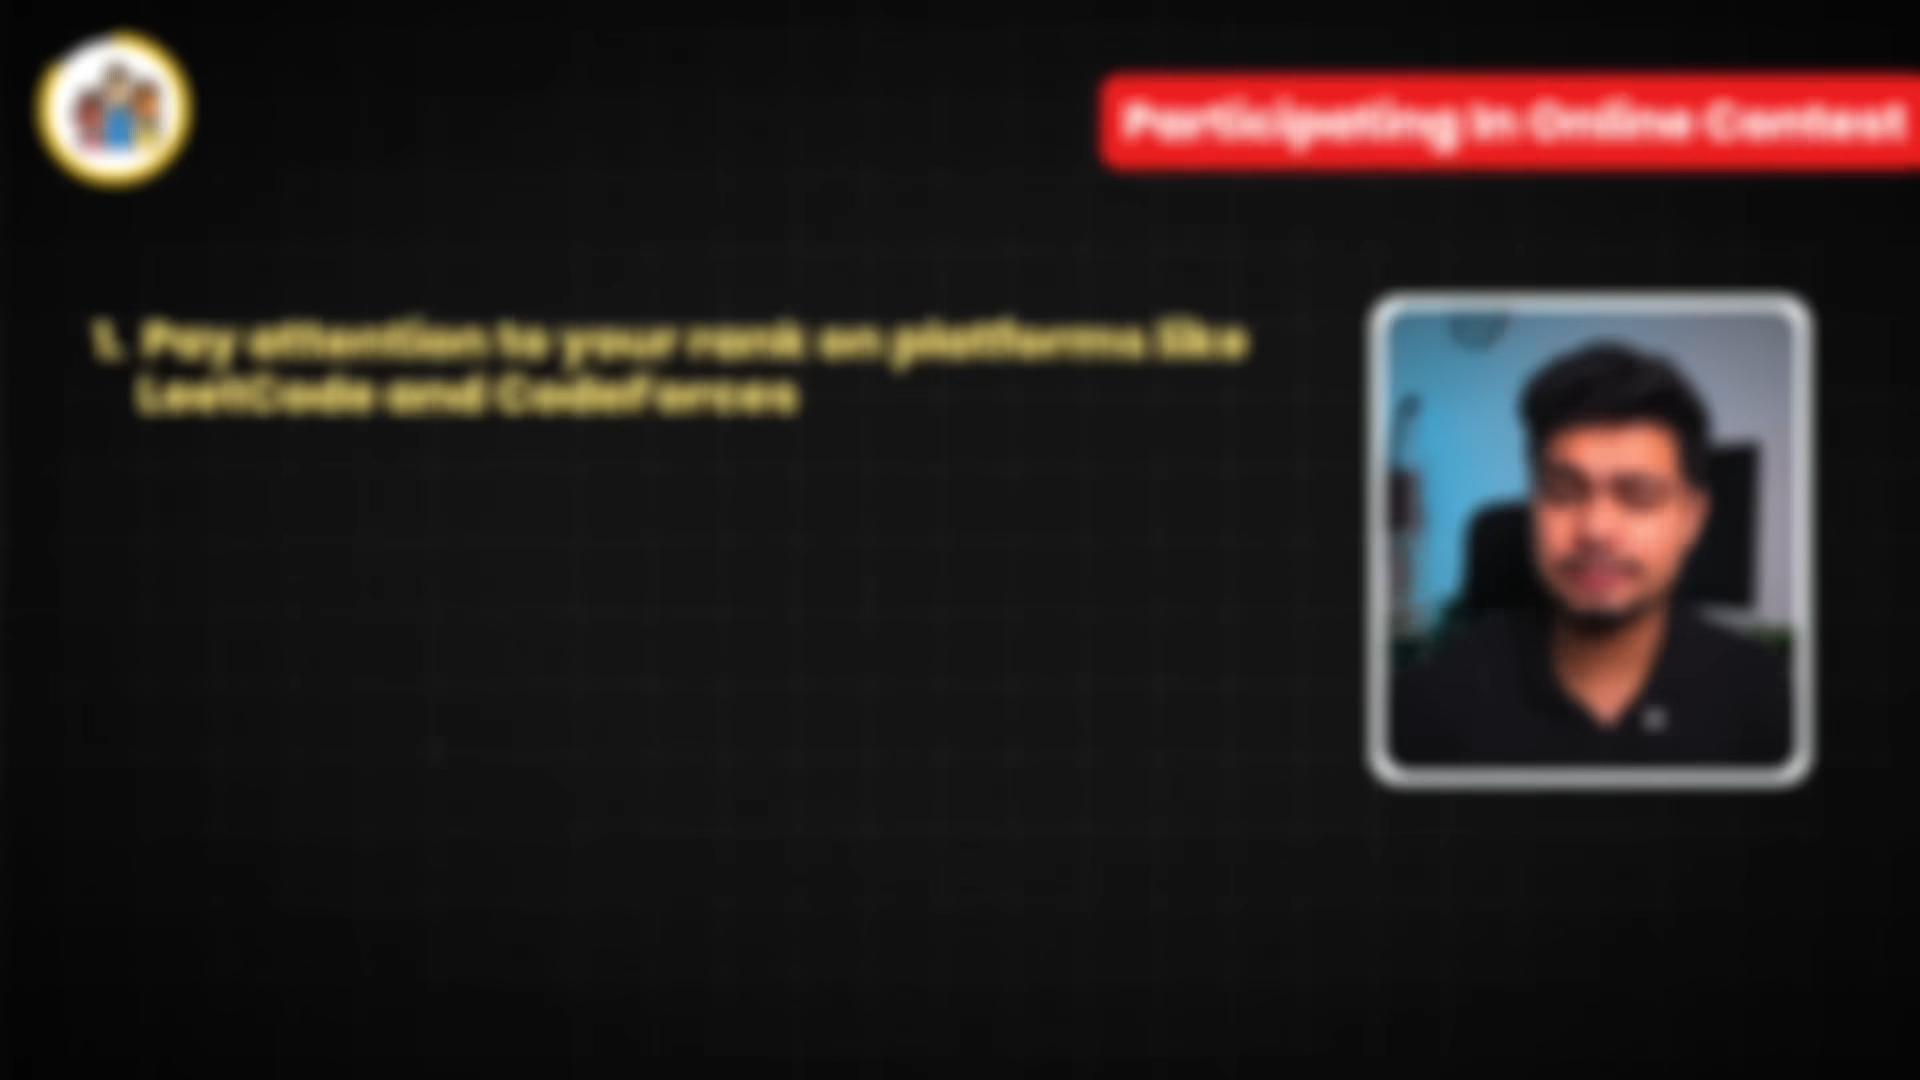 Participating In Online Contest
1. Pay attention to your rank on platforms like
LeetCode and CodeForces